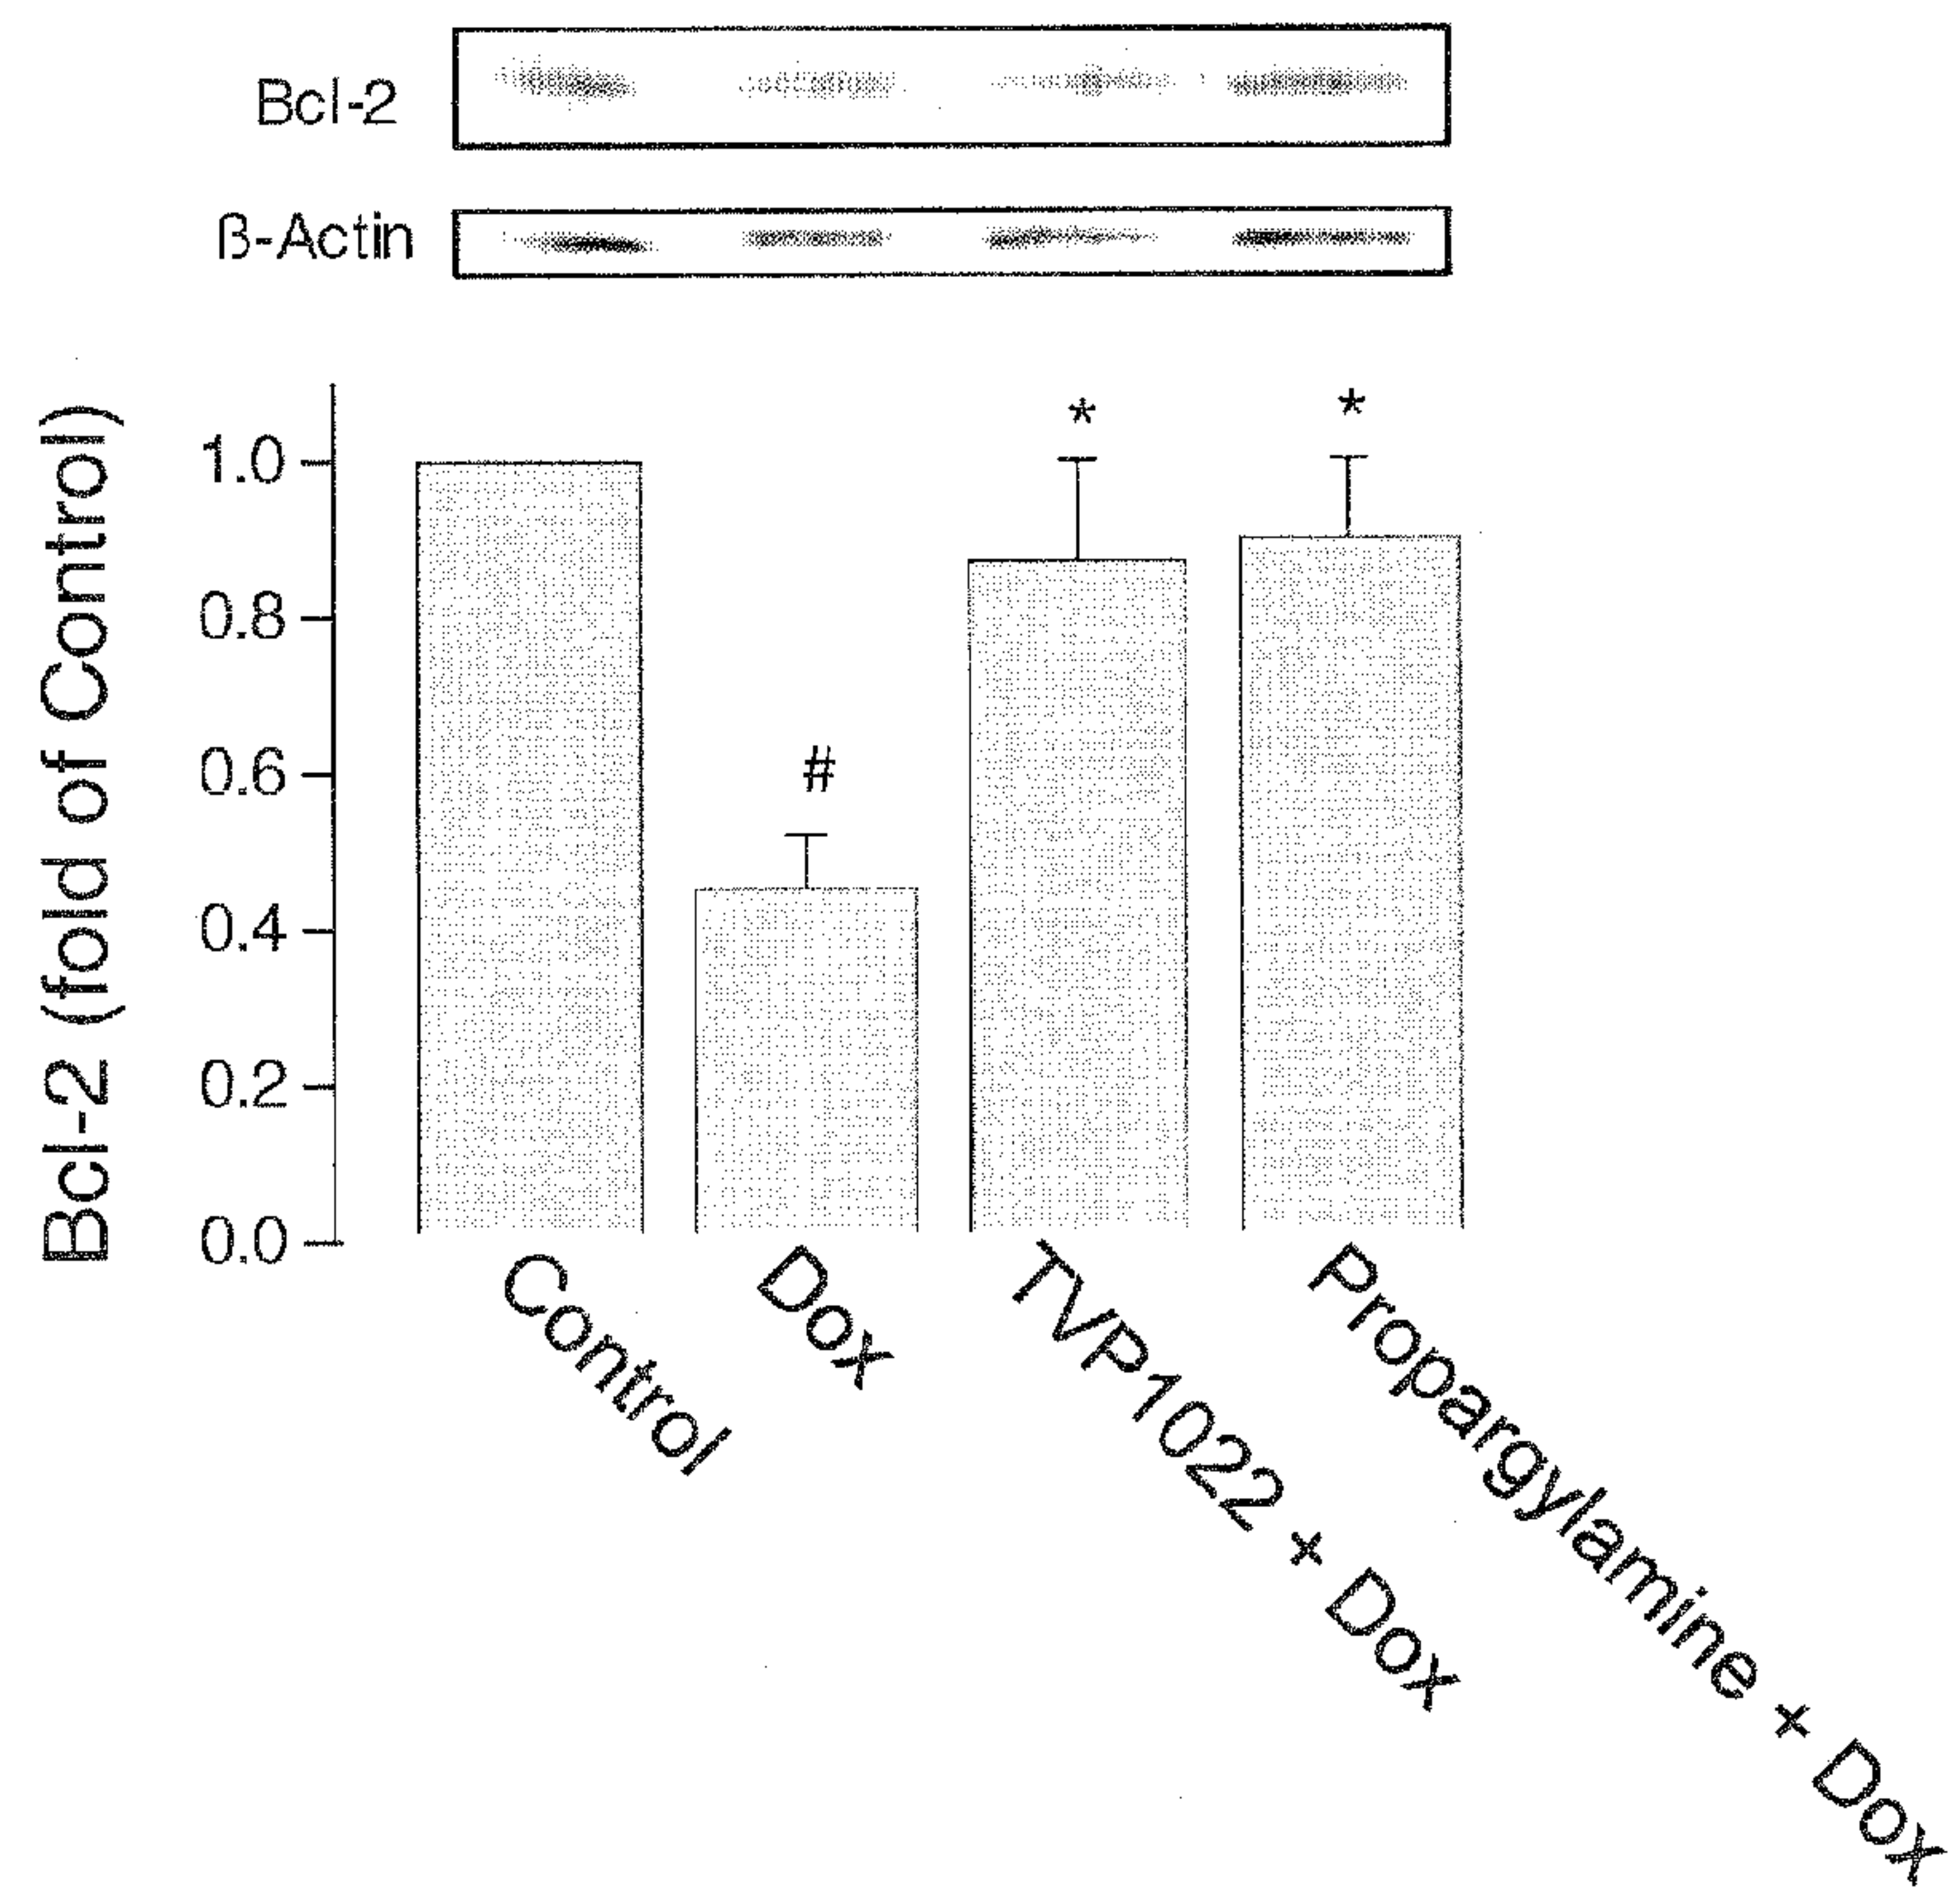 Bcl-2
ß-Actin
Bcl-2 (fold of Control)
1.0
0.8
0.6
0.4
0.2
0.0
#
*
*
Control
Dox
TVP1022 + Dox
Propargylamine + Dox